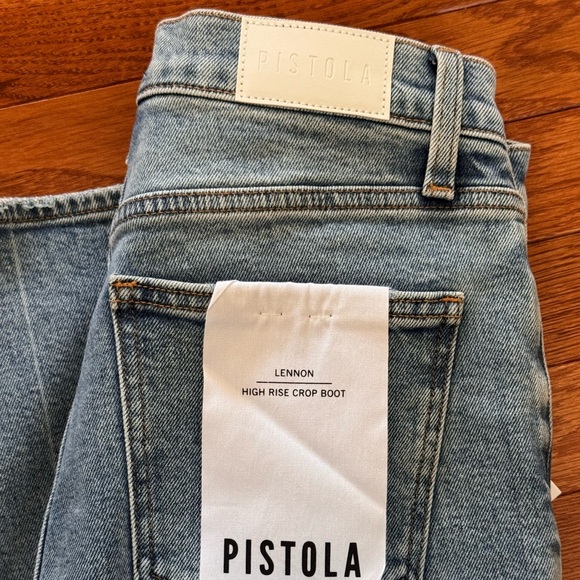 PISTOLA
LENNON
HIGH RISE CROP BOOT
PISTOLA